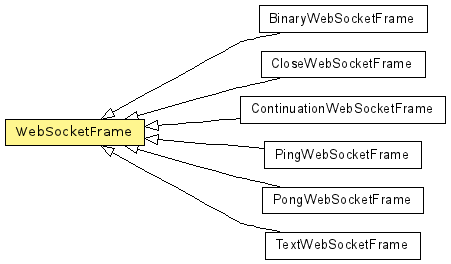 BinaryWebSocketFrame
CloseWebSocketFrame
ContinuationWebSocketFrame
WebSocketFrame
PingWebSocketFrame
PongWebSocketFrame
TextWebSocketFrame